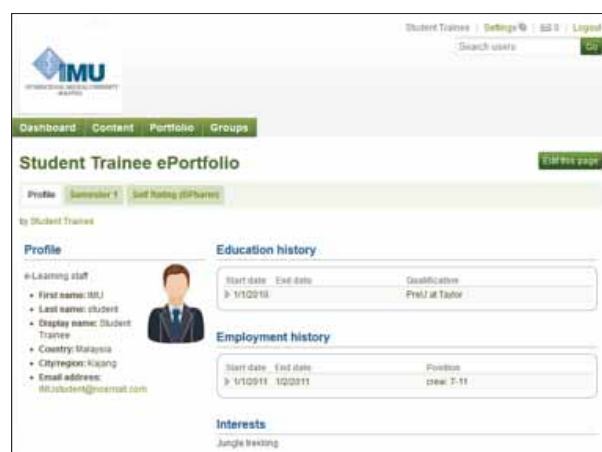 Student Trainee | Settings | 0 | Logout
Search users Go
IMU
INTERNATIONAL MEDICAL UNIVERSITY
MALAYSIA
Dashboard Content Portfolio Groups
Student Trainee ePortfolio
Edit this page
Profile Semester 1 Self Rating (BPharm)
by Student Trainee
Profile
e-Learning staff
• First name: IMU
• Last name: student
• Display name: Student
Trainee
• Country: Malaysia
• City/region: Kajang
• Email address:
Education history
Start date End date Qualification
1/1/2010 PreU at Taylor
Employment history
Start date End date Position
1/1/2011 1/2/2011 crew: 7-11
Interests
Jungle trekking